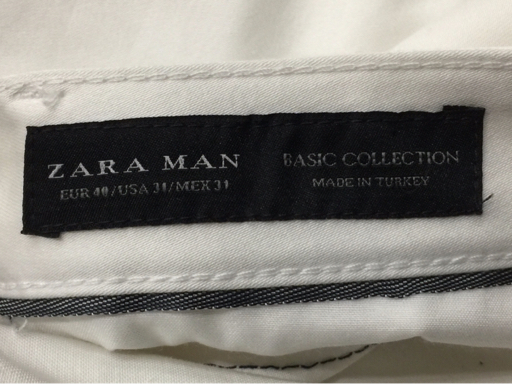 ZARA MAN
EUR 40/USA 31/MEX 31
BASIC COLLECTION
MADE IN TURKEY